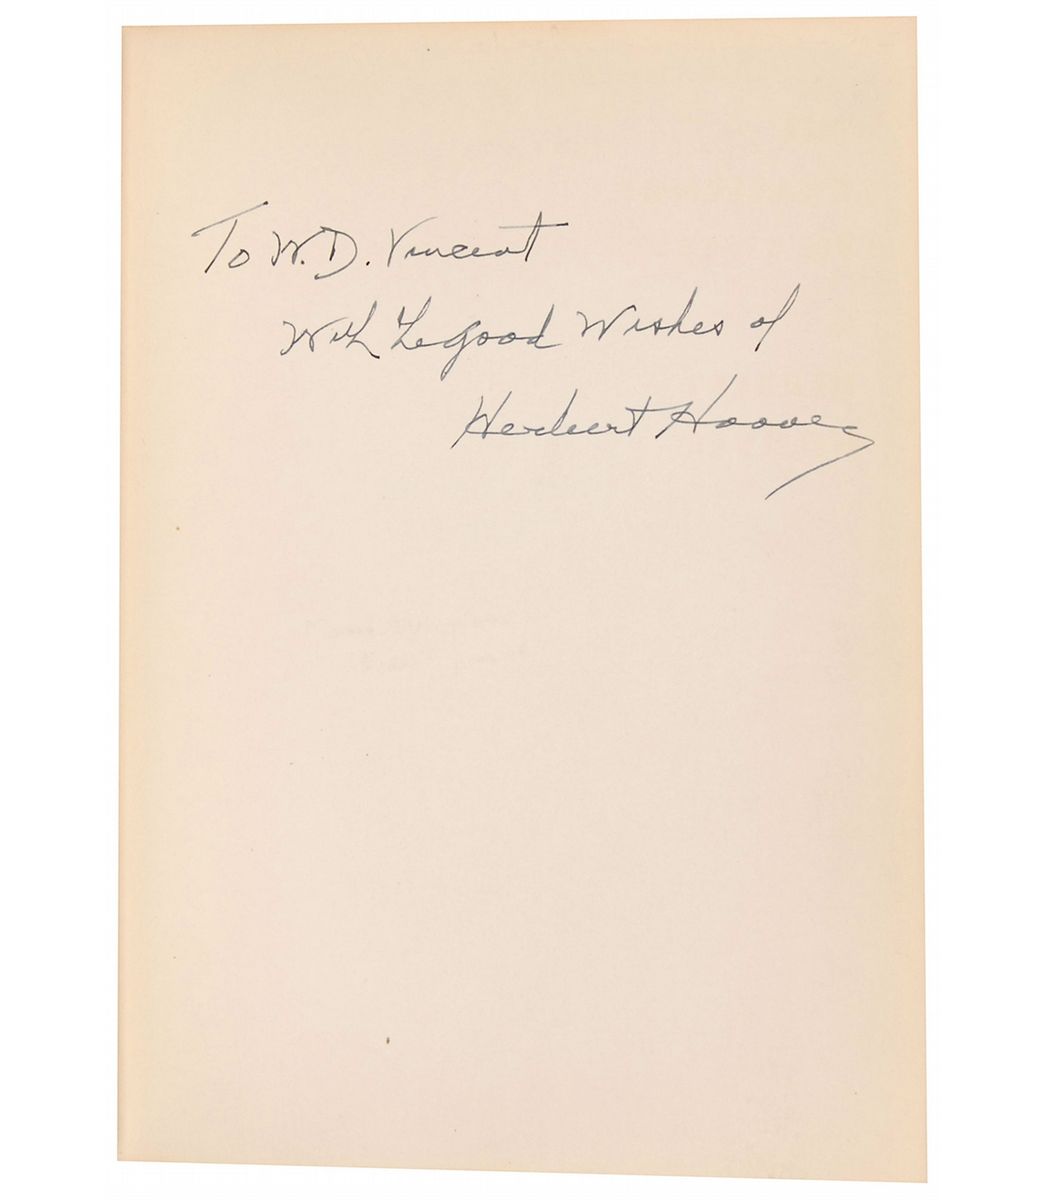 To W. D. Vincent
With the good Wishes of
Herbert Hoover